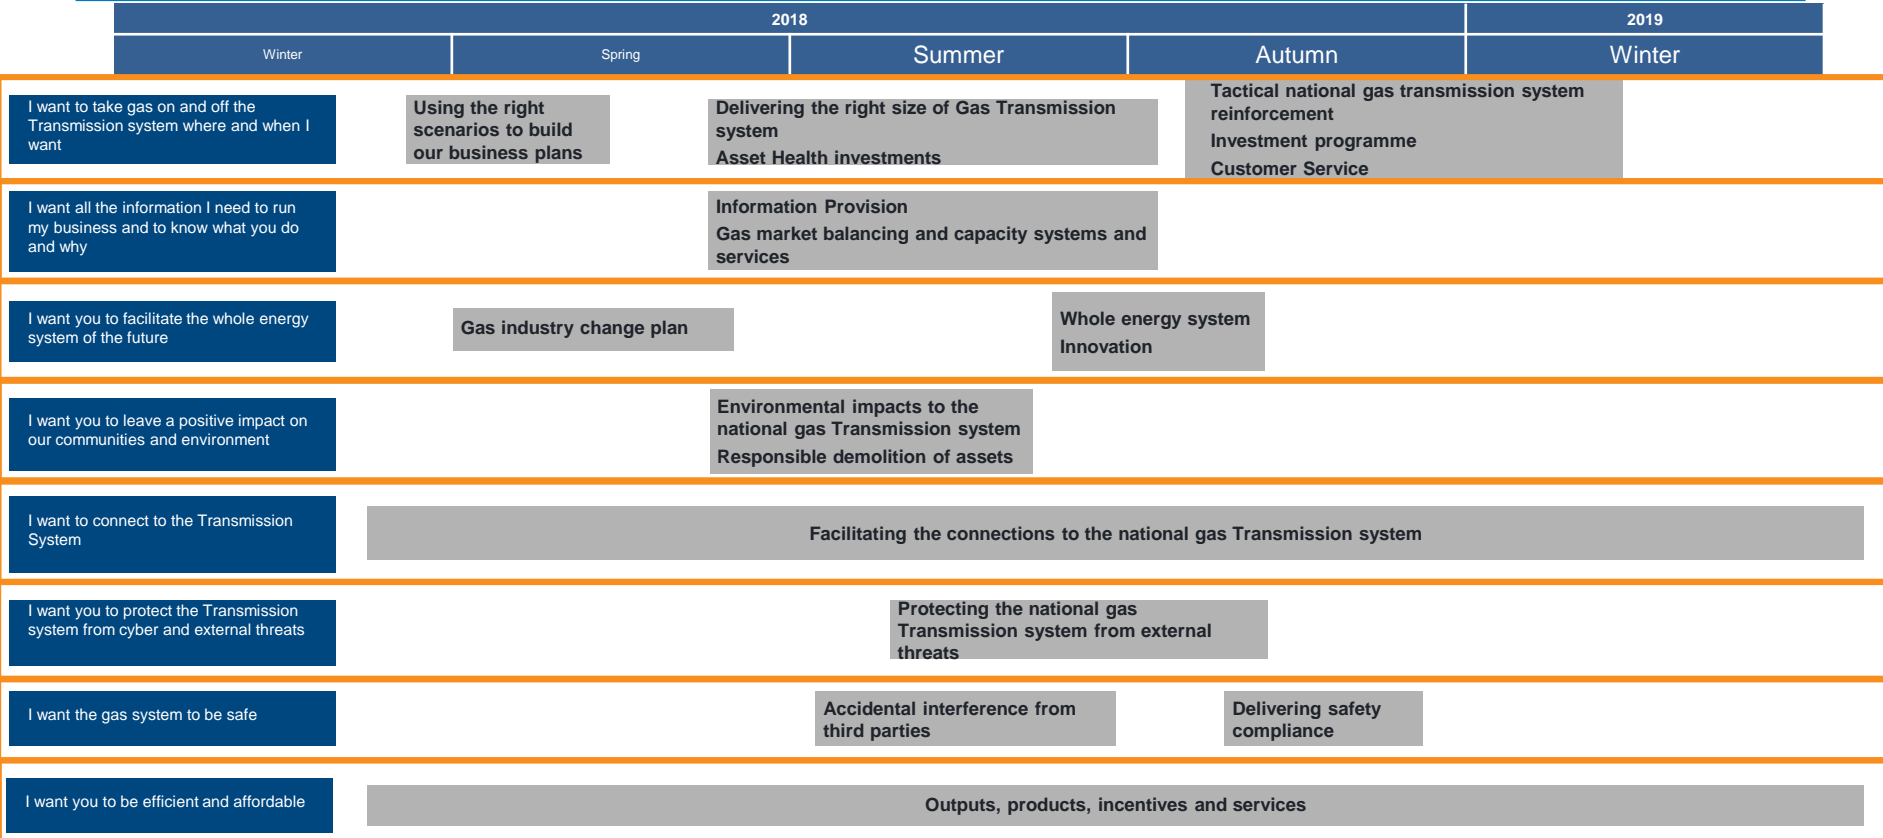 2018
2019
Winter
Spring
Summer
Autumn
Winter
I want to take gas on and off the
Transmission system where and when I
want
Using the right
scenarios to build
our business plans
Delivering the right size of Gas Transmission
system
Asset Health investments
Tactical national gas transmission system
reinforcement
Investment programme
Customer Service
I want all the information I need to run
my business and to know what you do
and why
Information Provision
Gas market balancing and capacity systems and
services
I want you to facilitate the whole energy
system of the future
Gas industry change plan
Whole energy system
Innovation
I want you to leave a positive impact on
our communities and environment
Environmental impacts to the
national gas Transmission system
Responsible demolition of assets
I want to connect to the Transmission
System
Facilitating the connections to the national gas Transmission system
I want you to protect the Transmission
system from cyber and external threats
Protecting the national gas
Transmission system from external
threats
I want the gas system to be safe
Accidental interference from
third parties
Delivering safety
compliance
I want you to be efficient and affordable
Outputs, products, incentives and services